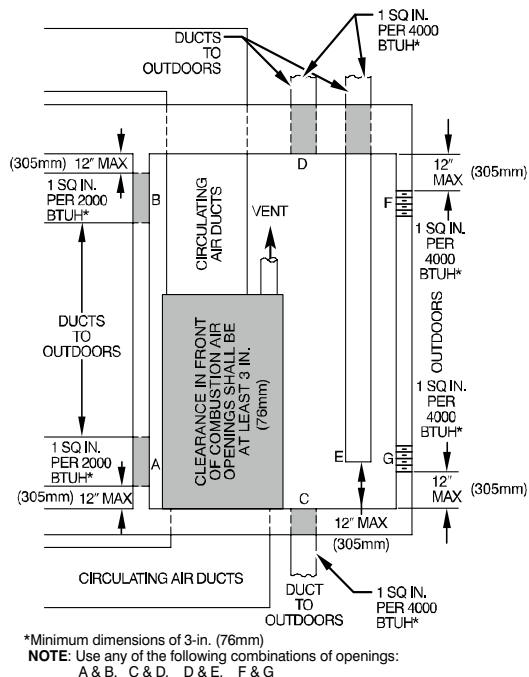 1 SQ IN.
PER 4000
BTUH*
DUCTS
TO
OUTDOORS
(305mm) 12" MAX
1 SQ IN.
PER 2000
BTUH*
B
D
CIRCULATING
AIR DUCTS
VENT
12"
MAX (305mm)
F
1 SQ IN.
PER
4000
BTUH*
DUCTS
TO
OUTDOORS
OUTDOORS
CLEARANCE IN FRONT
OF COMBUSTION AIR
OPENINGS SHALL BE
AT LEAST 3 IN.
(76mm)
1 SQ IN.
PER
4000
BTUH*
1 SQ IN.
PER 2000
BTUH*
A
E
G
(305mm) 12" MAX
12"
MAX (305mm)
C
12" MAX
(305mm)
CIRCULATING AIR DUCTS
DUCT
TO
OUTDOORS
1 SQ IN.
PER 4000
BTUH*
*Minimum dimensions of 3-in. (76mm)
NOTE: Use any of the following combinations of openings:
A & B, C & D, D & E, F & G